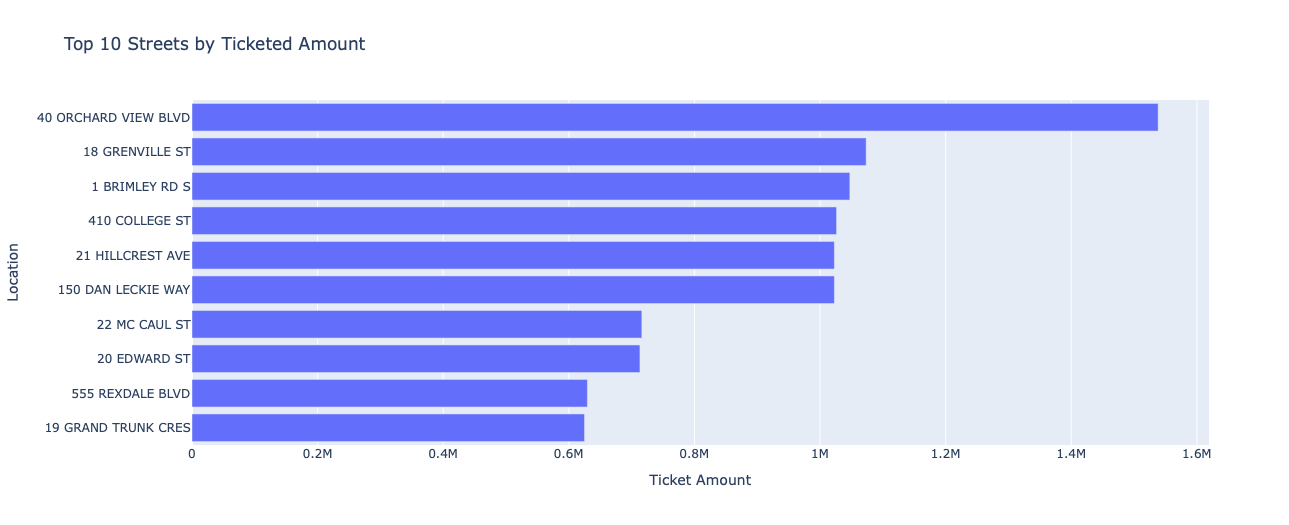 Top 10 Streets by Ticketed Amount
Location
40 ORCHARD VIEW BLVD
18 GRENVILLE ST
1 BRIMLEY RD S
410 COLLEGE ST
21 HILLCREST AVE
150 DAN LECKIE WAY
22 MC CAUL ST
20 EDWARD ST
555 REXDALE BLVD
19 GRAND TRUNK CRES
0 0.2M 0.4M 0.6M 0.8M 1M 1.2M 1.4M 1.6M
Ticket Amount